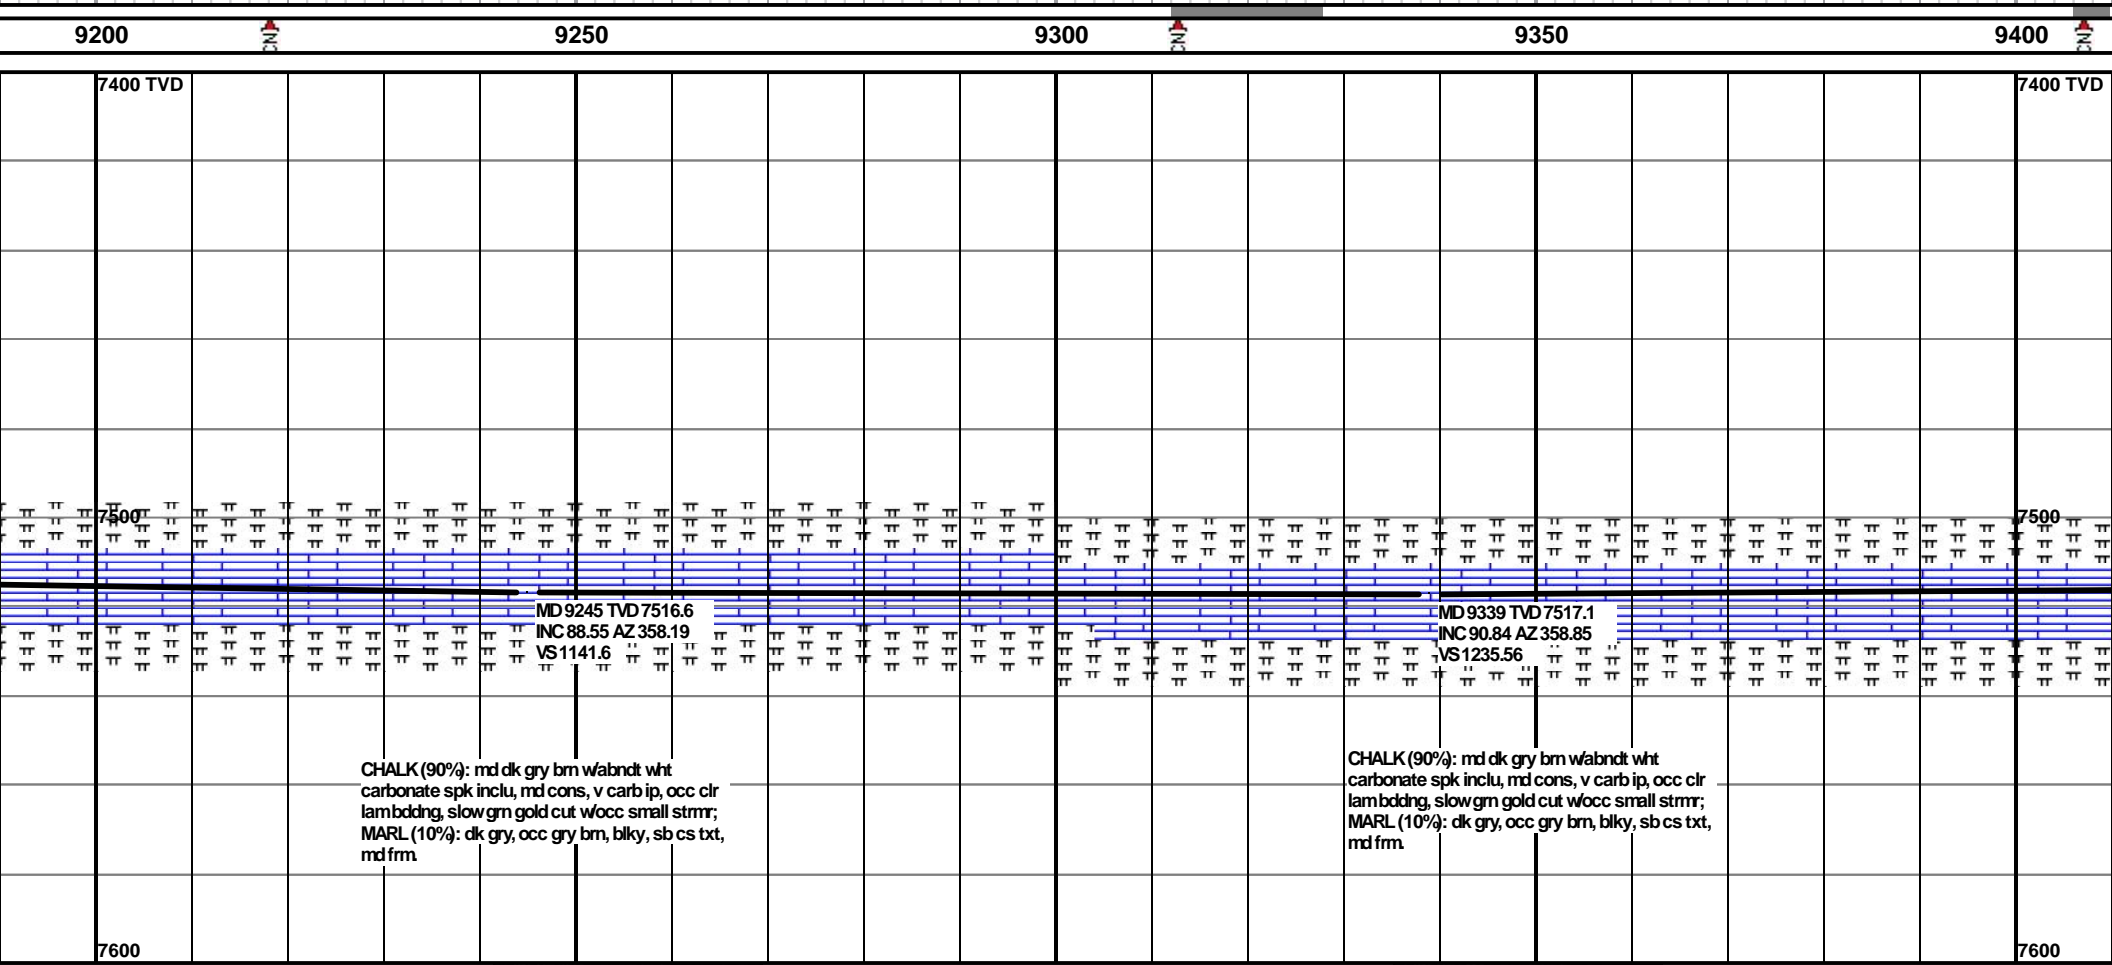 9200 CN 9250 9300 CN 9350 9400 CN
7400 TVD 7400 TVD
7500 7500
MD 9245 TVD 7516.6
INC 88.55 AZ 358.19
VS 1141.6
MD 9339 TVD 7517.1
INC 90.84 AZ 358.85
VS 1235.56
CHALK (90%): md dk gry brn w/abndt wht
carbonate spk inclu, md cons, v carb ip, occ clr
lam bddng, slow grn gold cut w/occ small strmr;
MARL (10%): dk gry, occ gry brn, blky, sb cs txt,
md frm.
CHALK (90%): md dk gry brn w/abndt wht
carbonate spk inclu, md cons, v carb ip, occ clr
lam bddng, slow grn gold cut w/occ small strmr;
MARL (10%): dk gry, occ gry brn, blky, sb cs txt,
md frm.
7600 7600